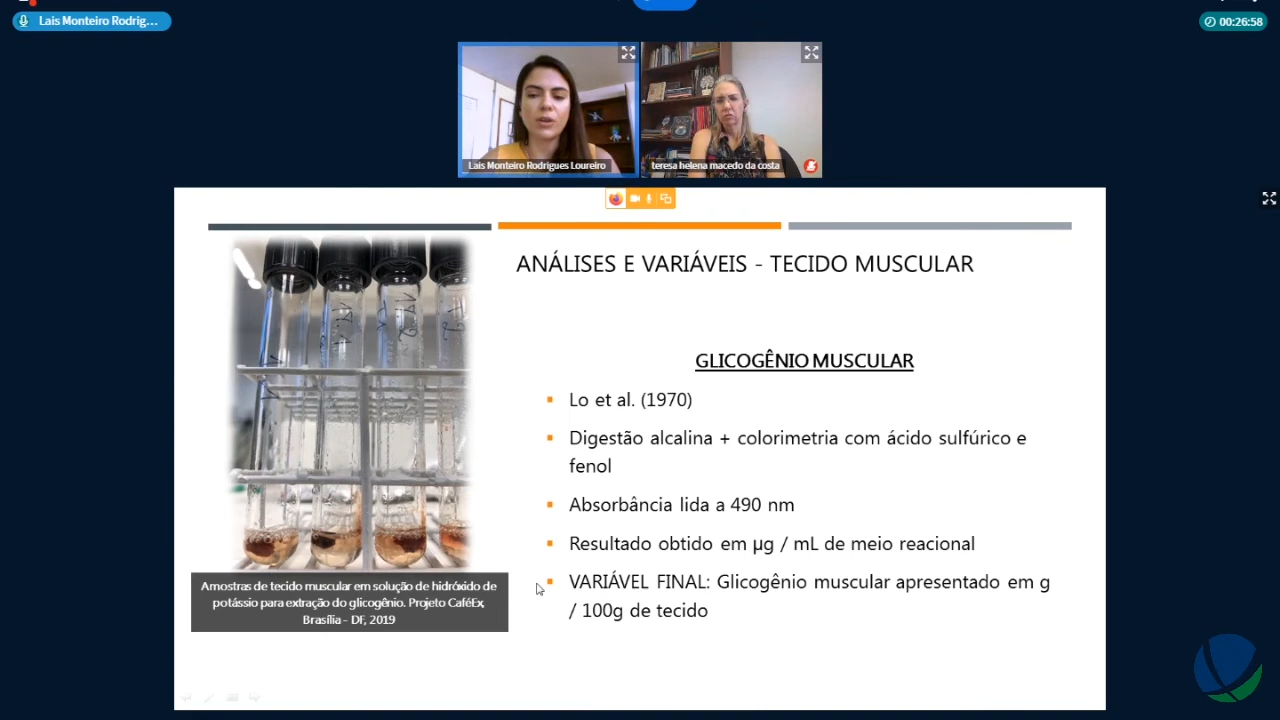 Lais Monteiro Rodrig...
00:26:58
Lais Monteiro Rodrigues Loureiro
teresa helena macedo da costa
ANÁLISES E VARIÁVEIS - TECIDO MUSCULAR
GLICOGÊNIO MUSCULAR
Lo et al. (1970)
Digestão alcalina + colorimetria com ácido sulfúrico e
fenol
Absorbância lida a 490 nm
Resultado obtido em µg / mL de meio reacional
VARIÁVEL FINAL: Glicogênio muscular apresentado em g
/ 100g de tecido
Amostras de tecido muscular em solução de hidróxido de
potássio para extração do glicogênio. Projeto CaféEx,
Brasília - DF, 2019